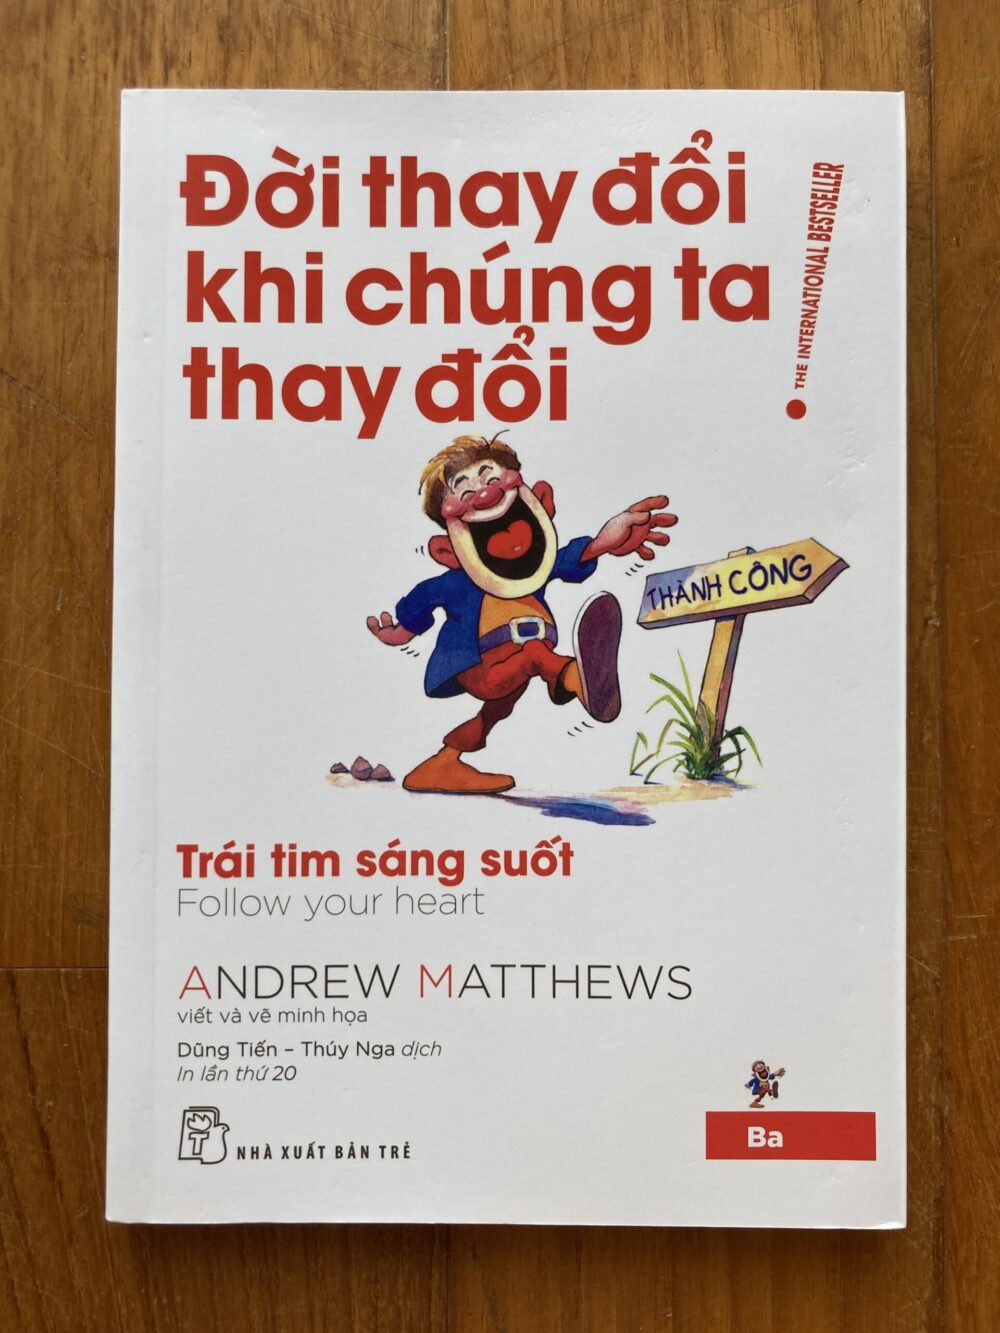 Đời thay đổi
khi chúng ta
thay đổi
THE INTERNATIONAL BESTSELLER
THÀNH CÔNG
Trái tim sáng suốt
Follow your heart
ANDREW MATTHEWS
viết và vẽ minh họa
Dũng Tiến – Thúy Nga dịch
In lần thứ 20
T
NHÀ XUẤT BẢN TRẺ
Ba